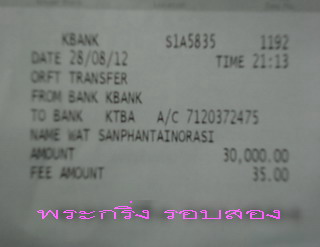 KBANK S1A5835 1192
DATE 28/08/12 TIME 21:13
ORFT TRANSFER
FROM BANK KBANK
TO BANK KTBA A/C 7120372475
NAME WAT SANPHANTAINORASI
AMOUNT 30,000.00
FEE AMOUNT 35.00
พระกริ่ง รอบสอง